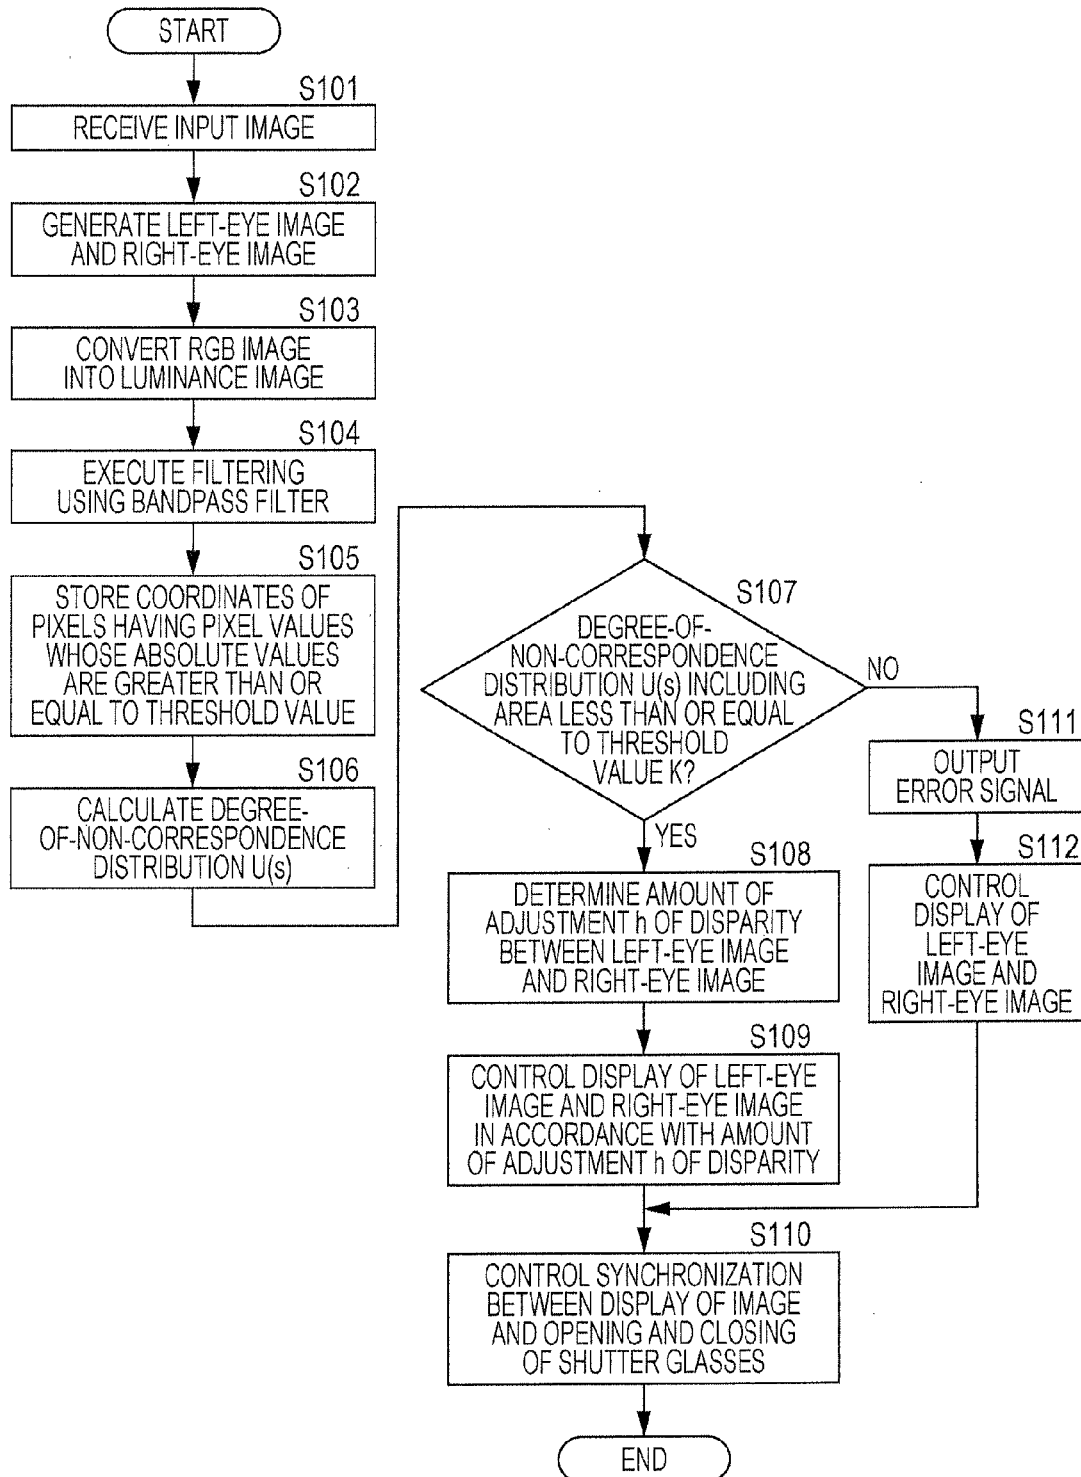 START
S101
RECEIVE INPUT IMAGE
S102
GENERATE LEFT-EYE IMAGE
AND RIGHT-EYE IMAGE
S103
CONVERT RGB IMAGE
INTO LUMINANCE IMAGE
S104
EXECUTE FILTERING
USING BANDPASS FILTER
S105
STORE COORDINATES OF
PIXELS HAVING PIXEL VALUES
WHOSE ABSOLUTE VALUES
ARE GREATER THAN OR
EQUAL TO THRESHOLD VALUE
S106
CALCULATE DEGREE-
OF-NON-CORRESPONDENCE
DISTRIBUTION U(s)
S107
DEGREE-OF-
NON-CORRESPONDENCE
DISTRIBUTION U(s) INCLUDING
AREA LESS THAN OR EQUAL
TO THRESHOLD
VALUE K?
NO
YES
S108
DETERMINE AMOUNT OF
ADJUSTMENT h OF DISPARITY
BETWEEN LEFT-EYE IMAGE
AND RIGHT-EYE IMAGE
S109
CONTROL DISPLAY OF LEFT-EYE
IMAGE AND RIGHT-EYE IMAGE
IN ACCORDANCE WITH AMOUNT
OF ADJUSTMENT h OF DISPARITY
S111
OUTPUT
ERROR SIGNAL
S112
CONTROL
DISPLAY OF
LEFT-EYE
IMAGE AND
RIGHT-EYE IMAGE
S110
CONTROL SYNCHRONIZATION
BETWEEN DISPLAY OF IMAGE
AND OPENING AND CLOSING
OF SHUTTER GLASSES
END